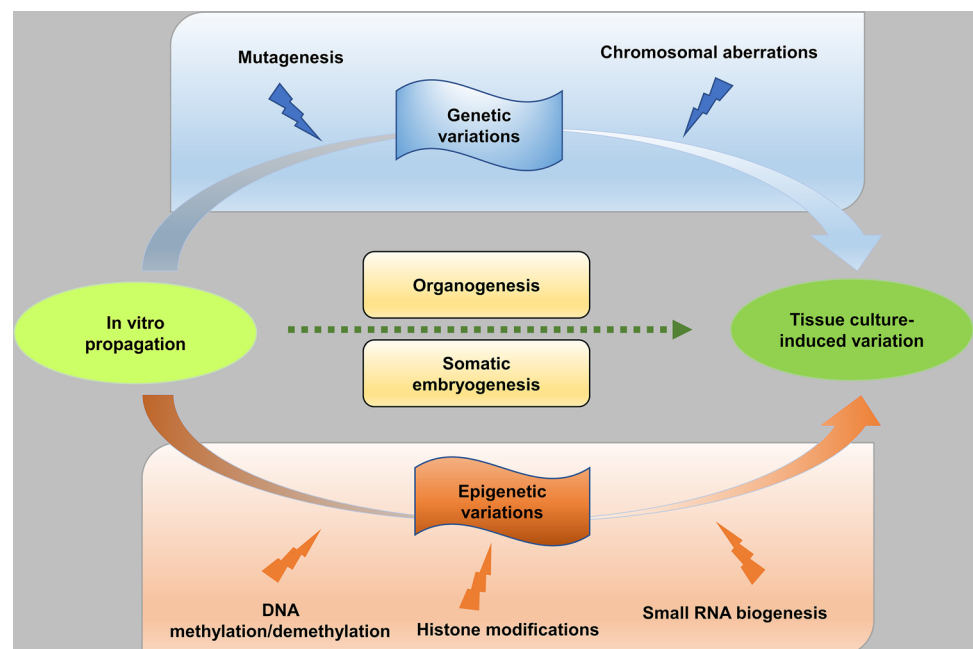 Mutagenesis
Chromosomal aberrations
Genetic
variations
Organogenesis
In vitro
propagation
Tissue culture-
induced variation
Somatic
embryogenesis
Epigenetic
variations
DNA
methylation/demethylation
Histone modifications
Small RNA biogenesis